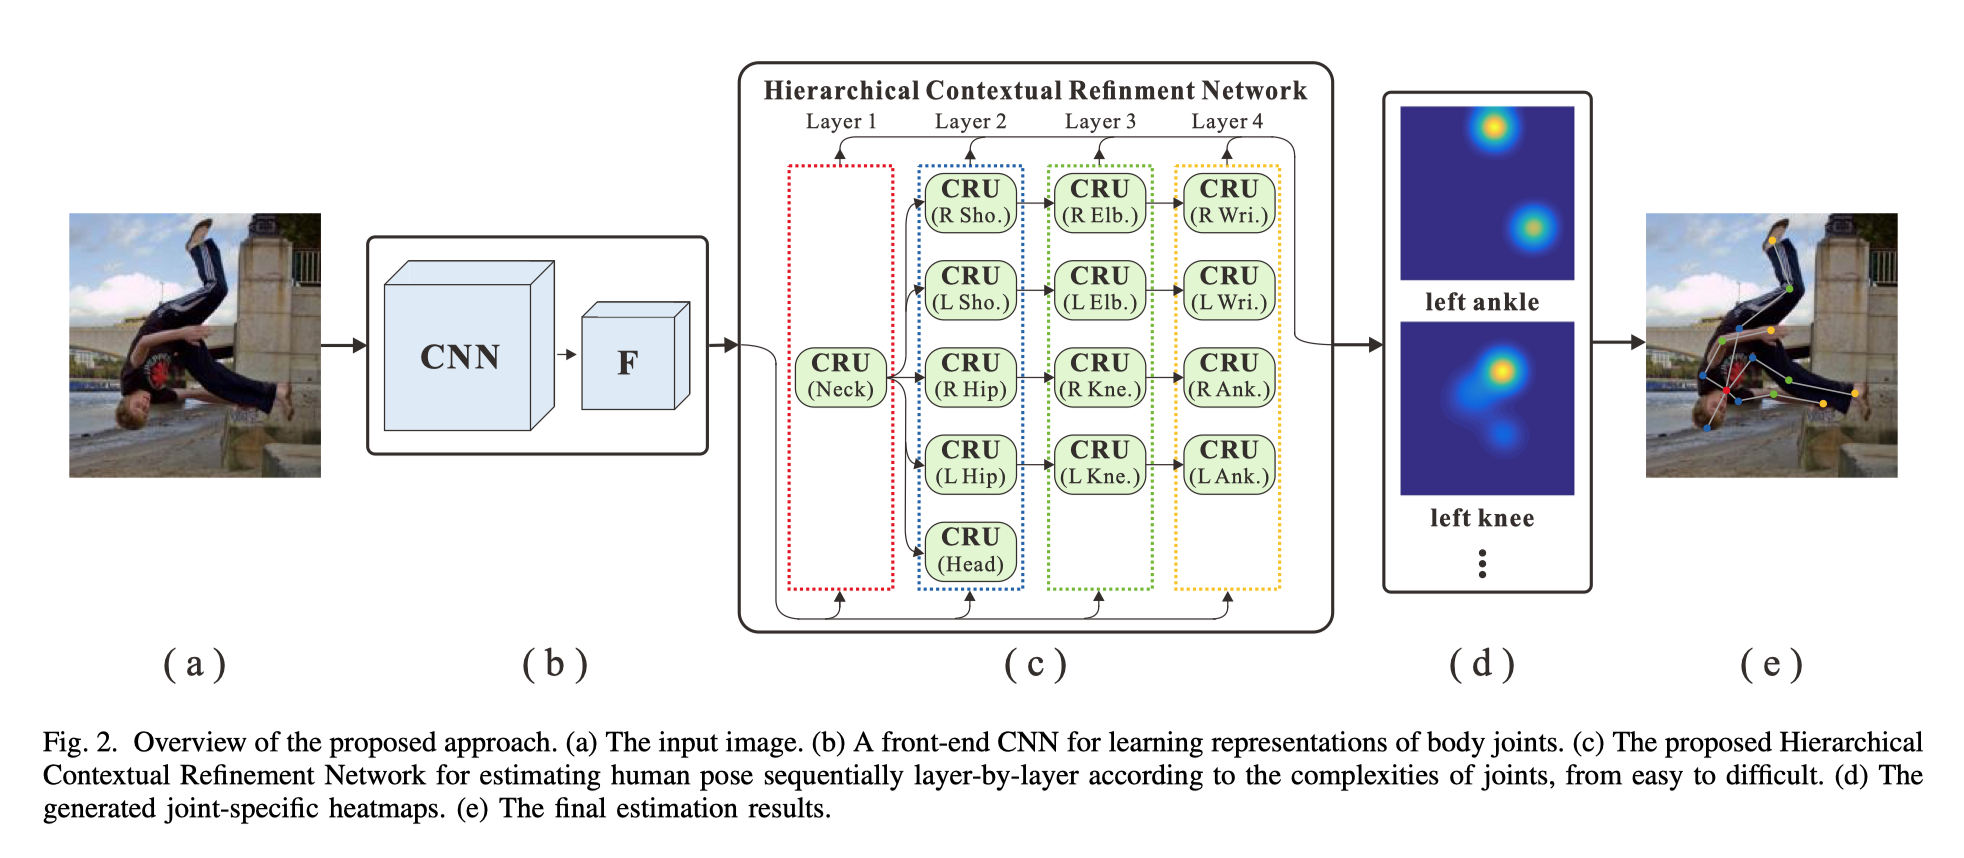 Hierarchical Contextual Refinment Network
Layer 1 Layer 2 Layer 3 Layer 4
CRU
(R Sho.)
CRU
(R Elb.)
CRU
(R Wri.)
CRU
(L Sho.)
CRU
(L Elb.)
CRU
(L Wri.)
CNN
F
CRU
(Neck)
CRU
(R Hip)
CRU
(R Kne.)
CRU
(R Ank.)
CRU
(L Hip)
CRU
(L Kne.)
CRU
(L Ank.)
CRU
(Head)
left ankle
left knee
( a ) ( b ) ( c ) ( d ) ( e )
Fig. 2. Overview of the proposed approach. (a) The input image. (b) A front-end CNN for learning representations of body joints. (c) The proposed Hierarchical
Contextual Refinement Network for estimating human pose sequentially layer-by-layer according to the complexities of joints, from easy to difficult. (d) The
generated joint-specific heatmaps. (e) The final estimation results.